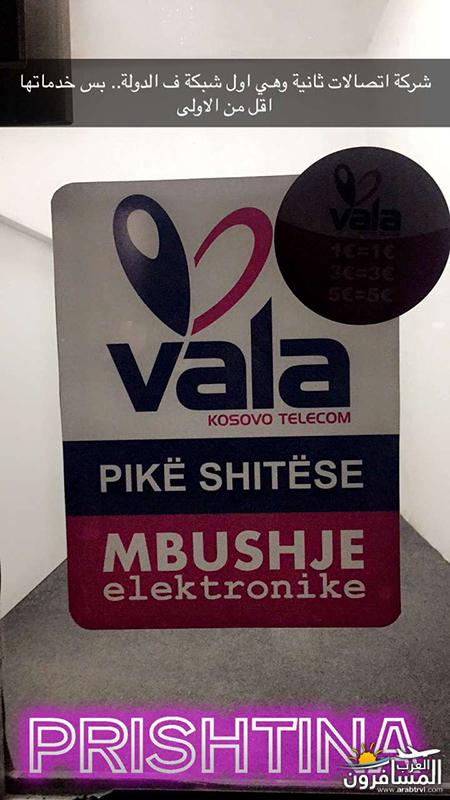 شركة اتصالات ثانية وهي اول شبكة ف الدولة.. بس خدماتها
اقل من الاولى
vala
1€=1€
3€=3€
5€=5€
vala
KOSOVO TELECOM
PIKË SHITËSE
MBUSHJE
elektronike
PRISHTINA
العرب
المسافرون
www.arabtrvl.com